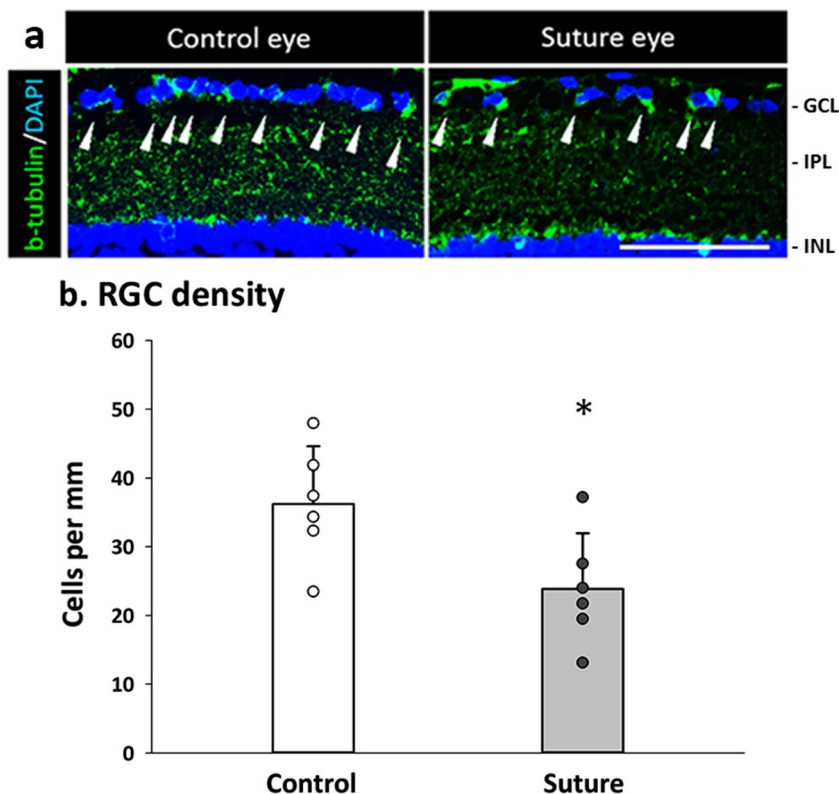 a
Control eye
Suture eye
b-tubulin/DAPI
- GCL
- IPL
- INL
b. RGC density
Cells per mm
60
50
40
30
20
10
0
*
Control
Suture